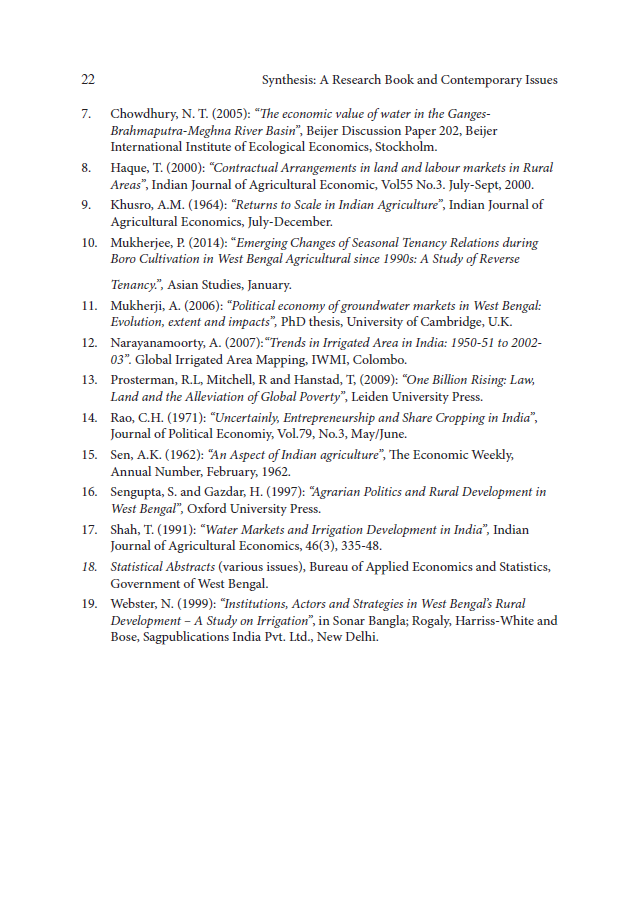 22 Synthesis: A Research Book and Contemporary Issues
7. Chowdhury, N. T. (2005): “The economic value of water in the Ganges-
Brahmaputra-Meghna River Basin”, Beijer Discussion Paper 202, Beijer
International Institute of Ecological Economics, Stockholm.
8. Haque, T. (2000): “Contractual Arrangements in land and labour markets in Rural
Areas”, Indian Journal of Agricultural Economic, Vol55 No.3. July-Sept, 2000.
9. Khusro, A.M. (1964): “Returns to Scale in Indian Agriculture”, Indian Journal of
Agricultural Economics, July-December.
10. Mukherjee, P. (2014): “Emerging Changes of Seasonal Tenancy Relations during
Boro Cultivation in West Bengal Agricultural since 1990s: A Study of Reverse
Tenancy.”, Asian Studies, January.
11. Mukherji, A. (2006): “Political economy of groundwater markets in West Bengal:
Evolution, extent and impacts”, PhD thesis, University of Cambridge, U.K.
12. Narayanamoorty, A. (2007):“Trends in Irrigated Area in India: 1950-51 to 2002-
03”. Global Irrigated Area Mapping, IWMI, Colombo.
13. Prosterman, R.L, Mitchell, R and Hanstad, T, (2009): “One Billion Rising: Law,
Land and the Alleviation of Global Poverty”, Leiden University Press.
14. Rao, C.H. (1971): “Uncertainly, Entrepreneurship and Share Cropping in India”,
Journal of Political Economiy, Vol.79, No.3, May/June.
15. Sen, A.K. (1962): “An Aspect of Indian agriculture”, The Economic Weekly,
Annual Number, February, 1962.
16. Sengupta, S. and Gazdar, H. (1997): “Agrarian Politics and Rural Development in
West Bengal”, Oxford University Press.
17. Shah, T. (1991): “Water Markets and Irrigation Development in India”, Indian
Journal of Agricultural Economics, 46(3), 335-48.
18. Statistical Abstracts (various issues), Bureau of Applied Economics and Statistics,
Government of West Bengal.
19. Webster, N. (1999): “Institutions, Actors and Strategies in West Bengal’s Rural
Development – A Study on Irrigation”, in Sonar Bangla; Rogaly, Harriss-White and
Bose, Sagpublications India Pvt. Ltd., New Delhi.